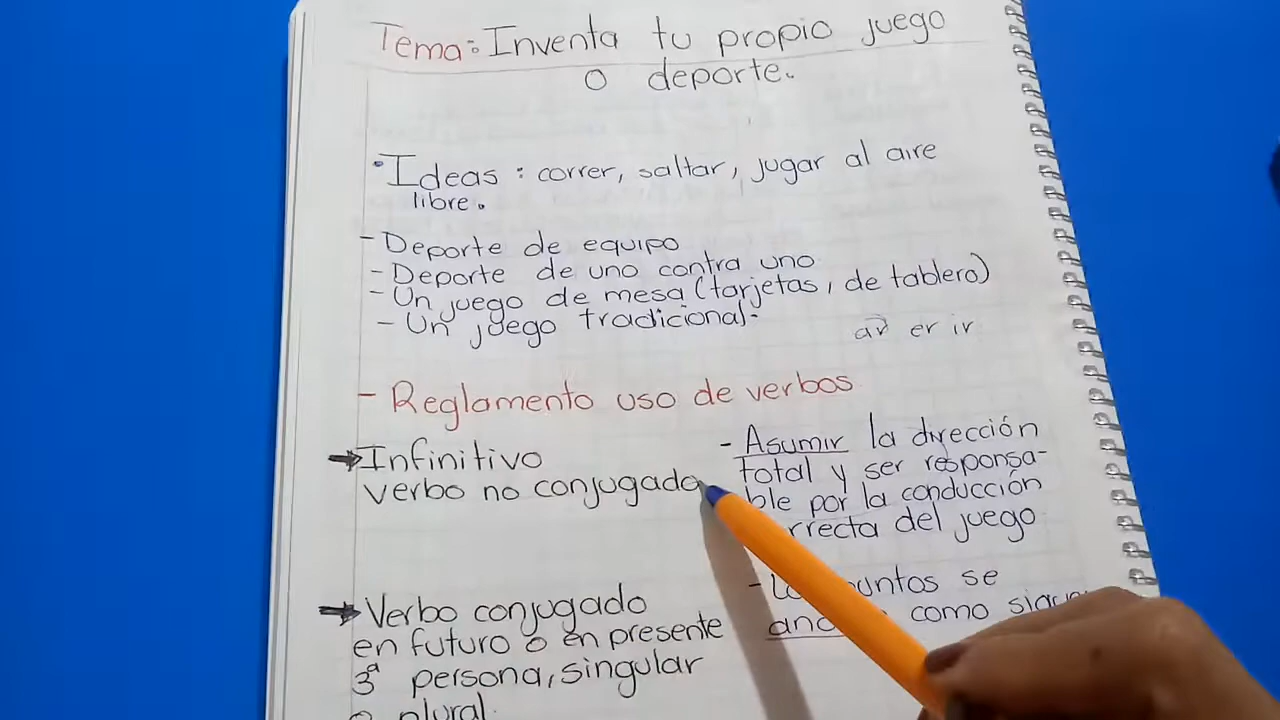 Tema: Inventa tu propio juego
o deporte.
• Ideas: correr, saltar, jugar al aire
libre.
- Deporte de equipo
- Deporte de uno contra uno
- Un juego de mesa (tarjetas, de tablero)
- Un juego tradicional.
ar er ir
- Reglamento uso de verbos
→ Infinitivo
verbo no conjugado
- Asumir la dirección
total y ser responsa-
ble por la conducción
del juego
→ Verbo conjugado
en futuro o en presente
3ª persona, singular
o plural.
- se
como